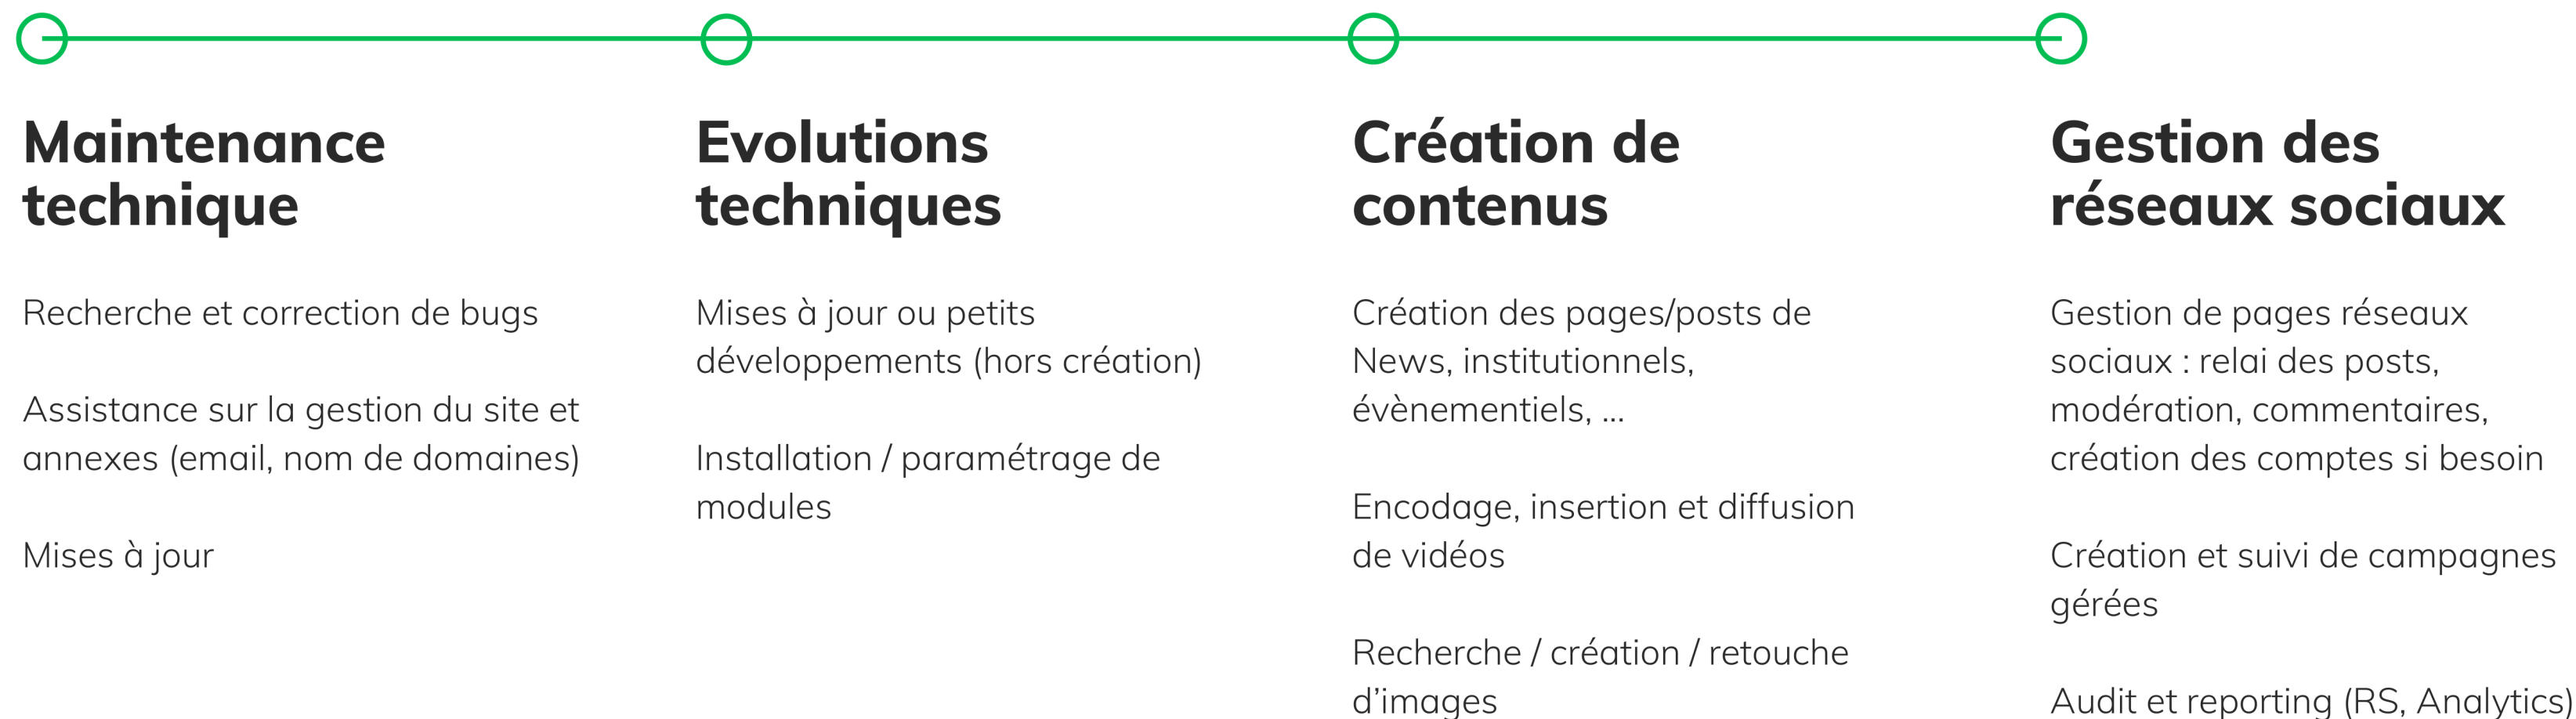 Maintenance
technique
Recherche et correction de bugs
Assistance sur la gestion du site et
annexes (email, nom de domaines)
Mises à jour
Evolutions
techniques
Mises à jour ou petits
développements (hors création)
Installation / paramétrage de
modules
Création de
contenus
Création des pages/posts de
News, institutionnels,
évènementiels, ...
Encodage, insertion et diffusion
de vidéos
Recherche / création / retouche
d’images
Gestion des
réseaux sociaux
Gestion de pages réseaux
sociaux : relai des posts,
modération, commentaires,
création des comptes si besoin
Création et suivi de campagnes
gérées
Audit et reporting (RS, Analytics)